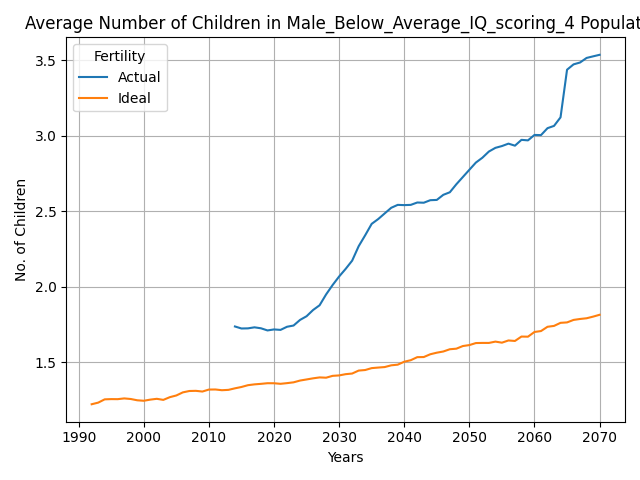 Average Number of Children in Male_Below_Average_IQ_scoring_4 Populat
Fertility
Actual
Ideal
No. of Children
3.5
3.0
2.5
2.0
1.5
1990 2000 2010 2020 2030 2040 2050 2060 2070
Years